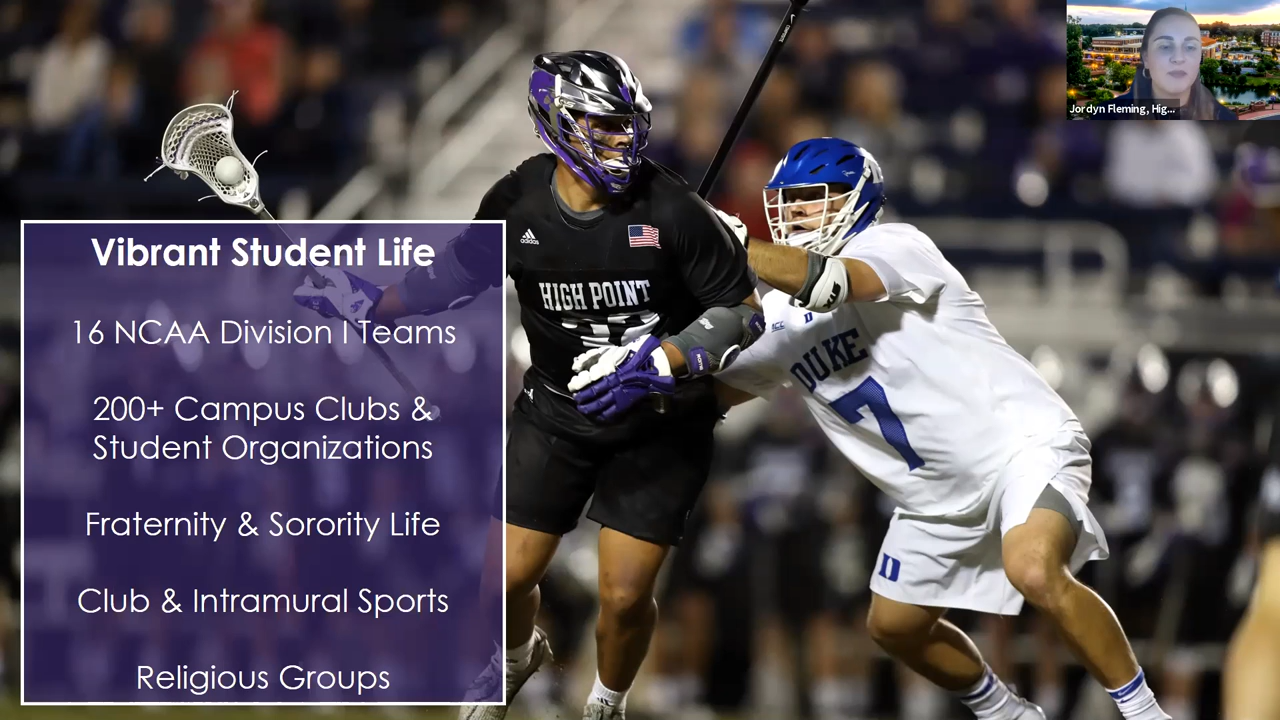 Vibrant Student Life
16 NCAA Division I Teams
200+ Campus Clubs &
Student Organizations
Fraternity & Sorority Life
Club & Intramural Sports
Religious Groups
adidas
HIGH POINT
DUKE
7
D
D
Jordyn Fleming, Hig...